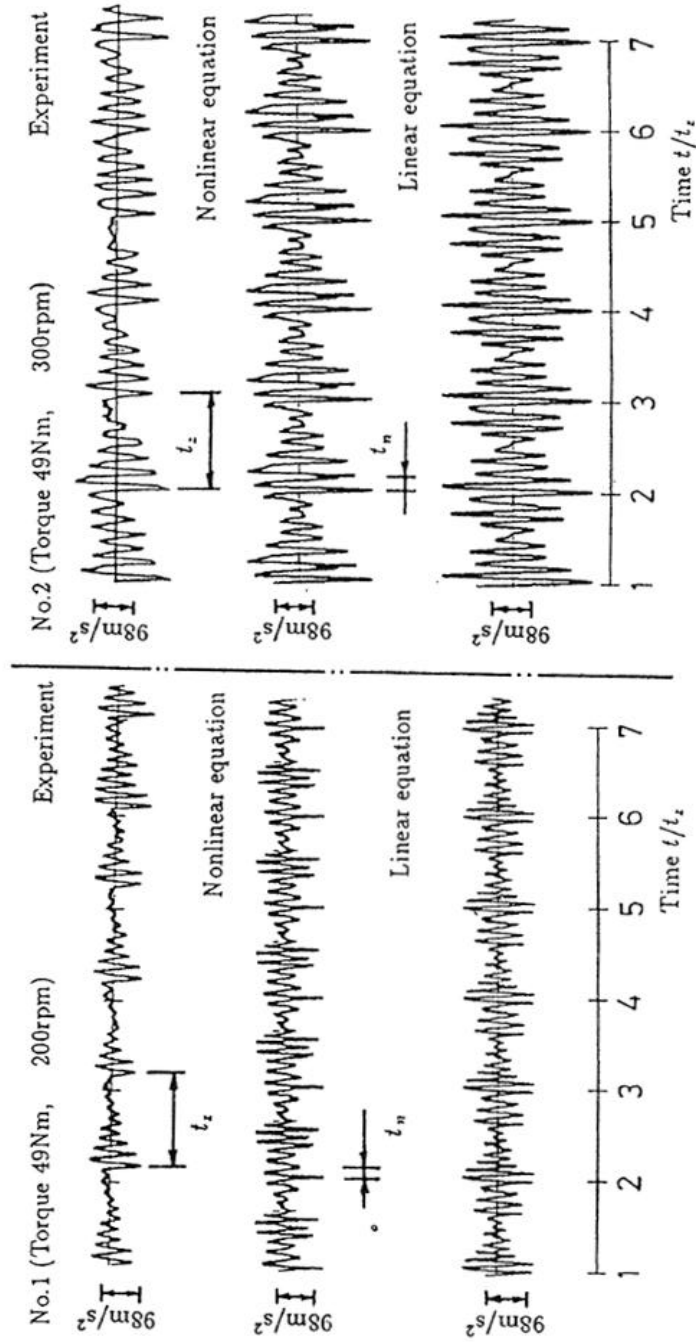 No.1 (Torque 49Nm, 200rpm)
Experiment
98m/s²
t_z
Nonlinear equation
98m/s²
t_n
Linear equation
98m/s²
1 2 3 4 5 6 7
Time t/t_z
No.2 (Torque 49Nm, 300rpm)
Experiment
98m/s²
t_z
Nonlinear equation
98m/s²
t_n
Linear equation
98m/s²
1 2 3 4 5 6 7
Time t/t_z